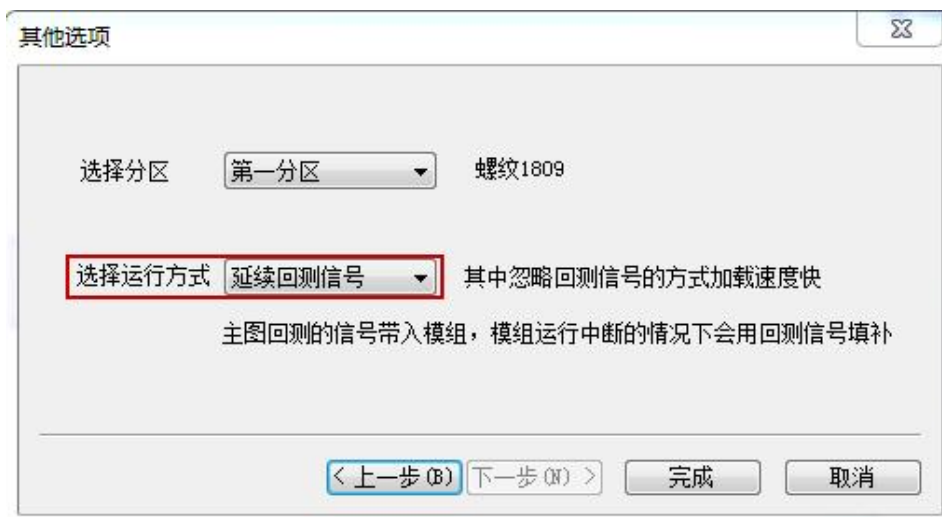 其他选项
选择分区 第一分区 螺纹1809
选择运行方式 延续回测信号 其中忽略回测信号的方式加载速度快
主图回测的信号带入模组，模组运行中断的情况下会用回测信号填补
< 上一步(B) 下一步(N) > 完成 取消